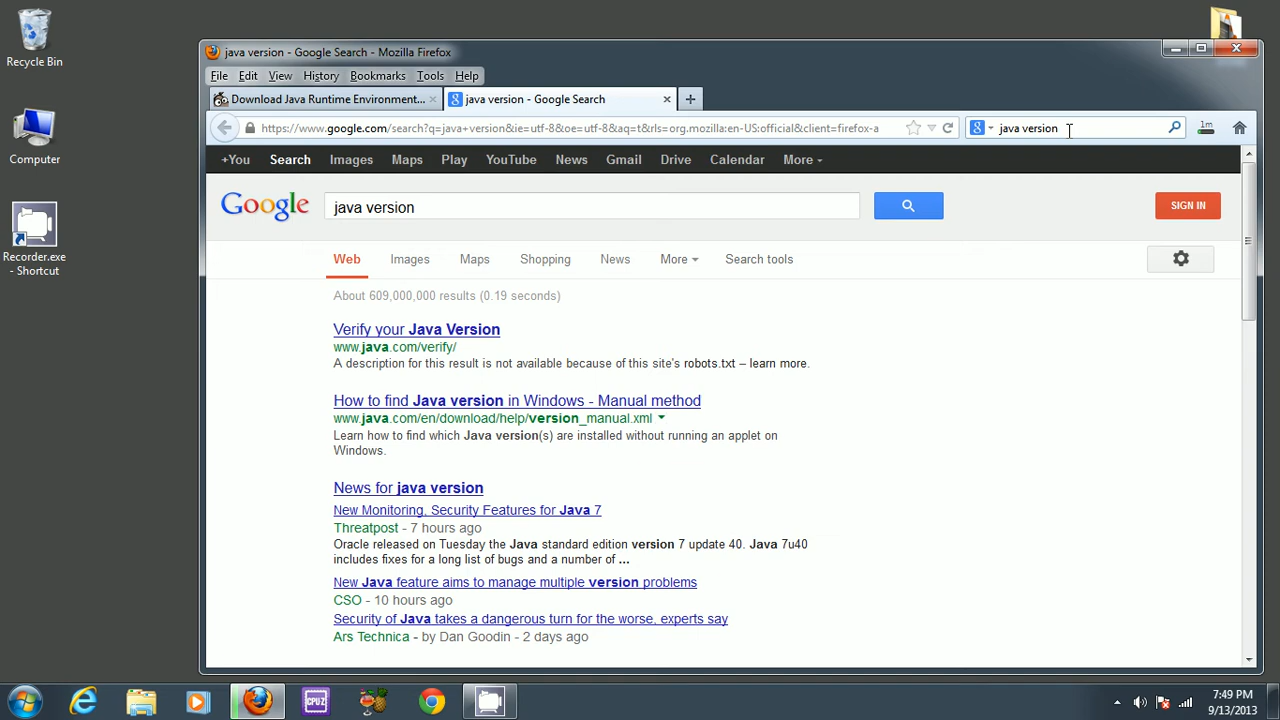 Recycle Bin
Computer
Recorder.exe
- Shortcut
java version - Google Search - Mozilla Firefox
File Edit View History Bookmarks Tools Help
Download Java Runtime Environment... ×
java version - Google Search ×
https://www.google.com/search?q=java+version&ie=utf-8&oe=utf-8&aq=t&rls=org.mozilla:en-US:official&client=firefox-a
java version
1m
+You Search Images Maps Play YouTube News Gmail Drive Calendar More
Google
java version
SIGN IN
Web Images Maps Shopping News More Search tools
About 609,000,000 results (0.19 seconds)
Verify your Java Version
www.java.com/verify/
A description for this result is not available because of this site's robots.txt – learn more.
How to find Java version in Windows - Manual method
www.java.com/en/download/help/version_manual.xml
Learn how to find which Java version(s) are installed without running an applet on
Windows.
News for java version
New Monitoring, Security Features for Java 7
Threatpost - 7 hours ago
Oracle released on Tuesday the Java standard edition version 7 update 40. Java 7u40
includes fixes for a long list of bugs and a number of ...
New Java feature aims to manage multiple version problems
CSO - 10 hours ago
Security of Java takes a dangerous turn for the worse, experts say
Ars Technica - by Dan Goodin - 2 days ago
CPUZ
7:49 PM
9/13/2013